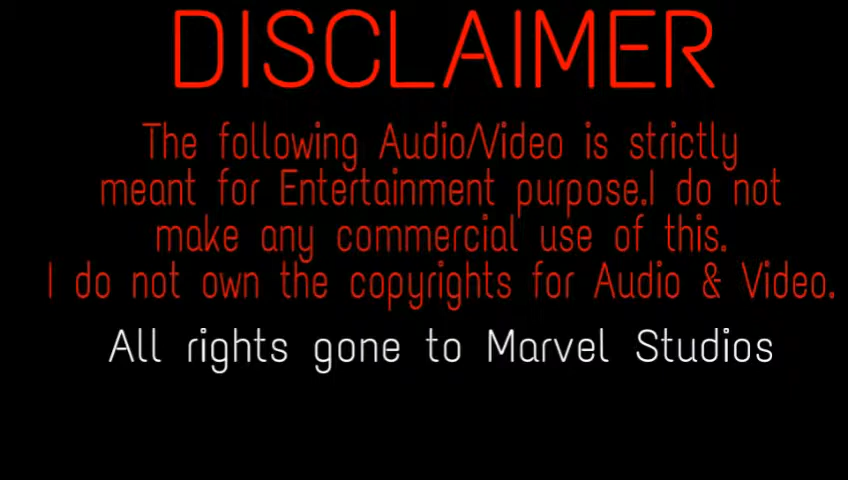 DISCLAIMER
The following Audio/Video is strictly
meant for Entertainment purpose.I do not
make any commercial use of this.
I do not own the copyrights for Audio & Video.
All rights gone to Marvel Studios